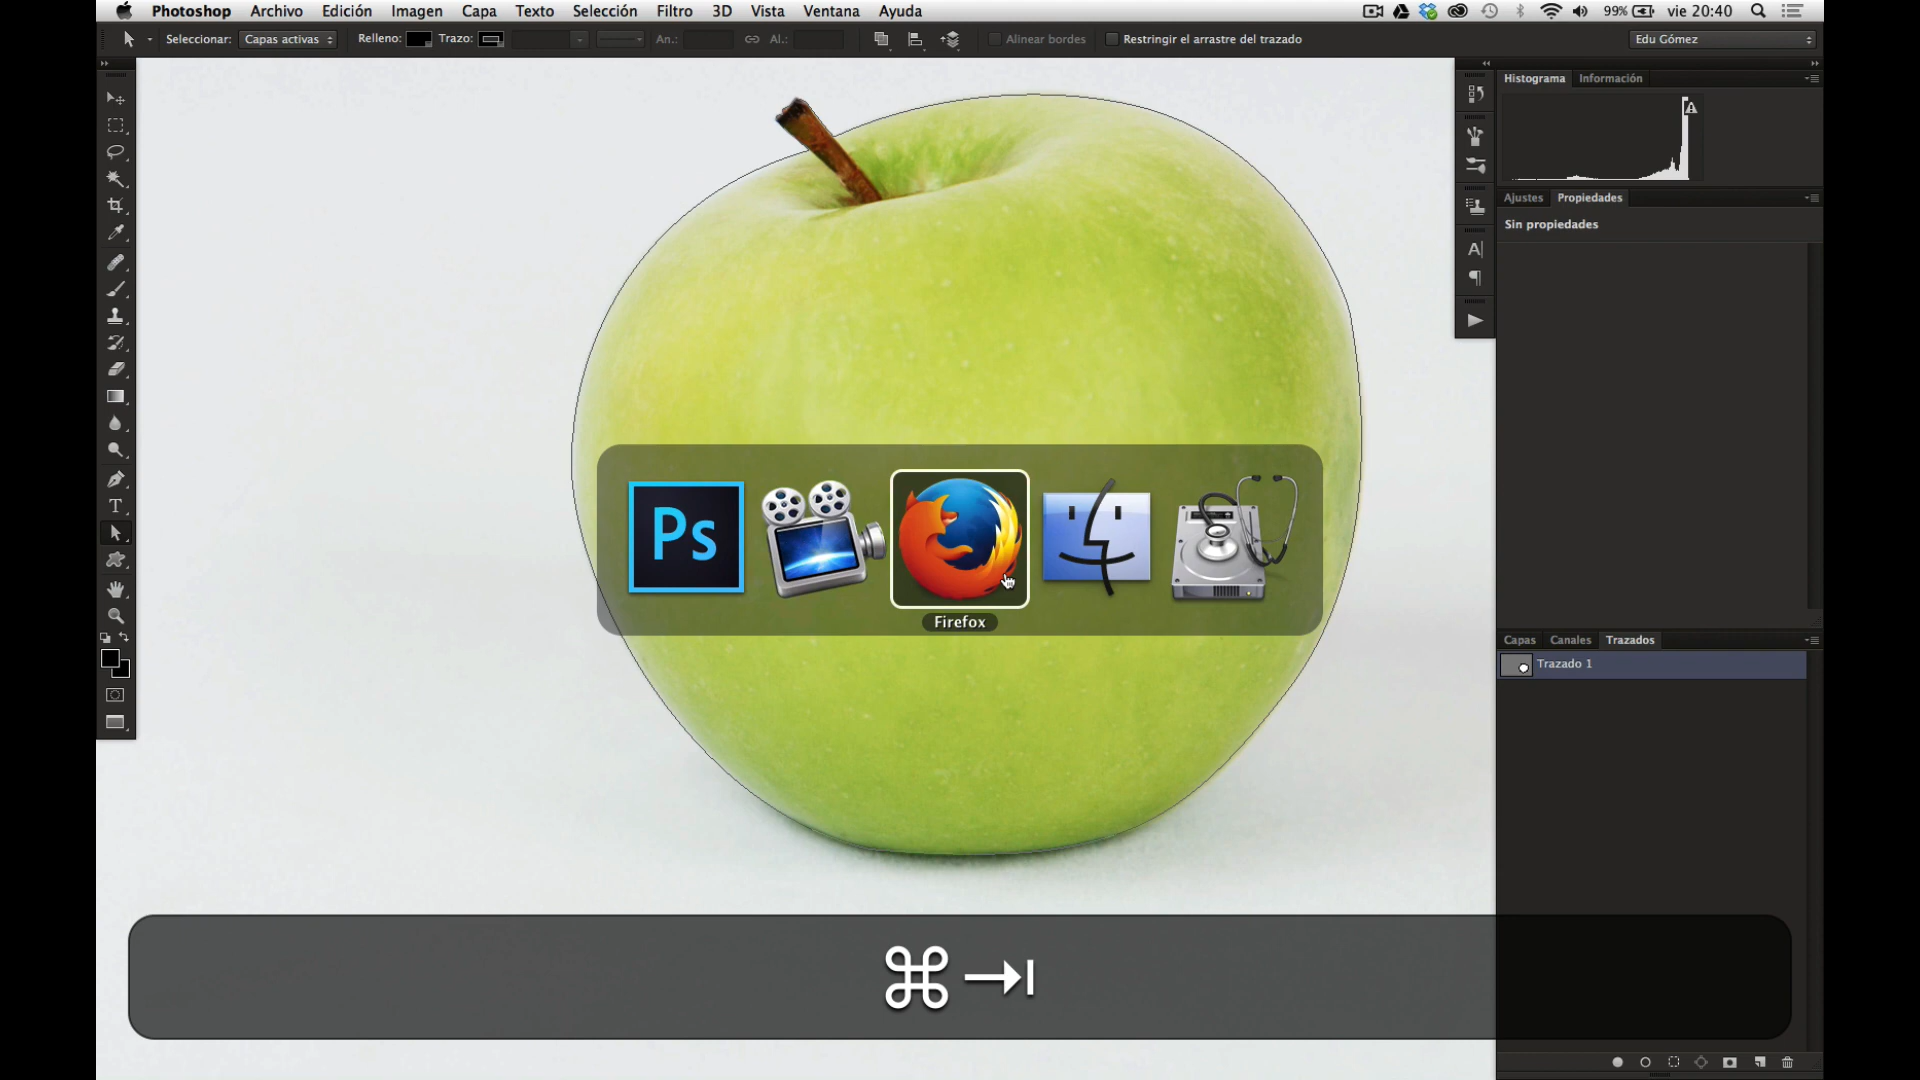 Photoshop Archivo Edición Imagen Capa Texto Selección Filtro 3D Vista Ventana Ayuda 99% vie 20:40
Seleccionar: Capas activas Relleno: Trazo: An.: Al.: Alinear bordes Restringir el arrastre del trazado Edu Gómez
Histograma Información
Ajustes Propiedades
Sin propiedades
Ps
Firefox
Capas Canales Trazados
Trazado 1
⌘⇥